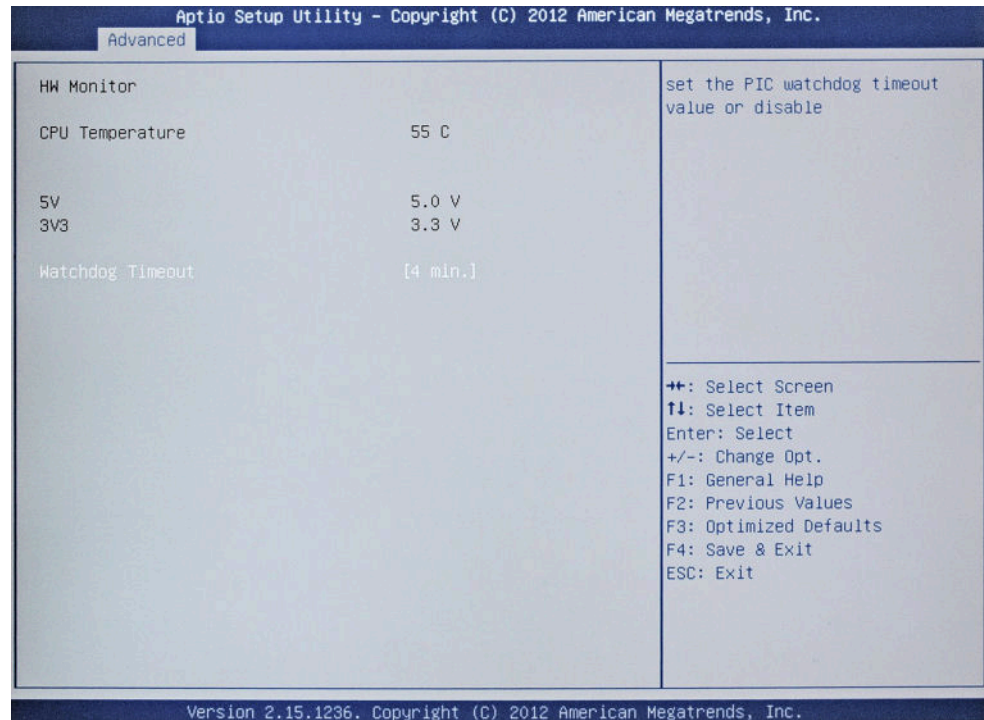 Aptio Setup Utility – Copyright (C) 2012 American Megatrends, Inc.
Advanced
HW Monitor
CPU Temperature 55 C
5V 5.0 V
3V3 3.3 V
Watchdog Timeout [4 min.]
set the PIC watchdog timeout
value or disable
→←: Select Screen
↑↓: Select Item
Enter: Select
+/-: Change Opt.
F1: General Help
F2: Previous Values
F3: Optimized Defaults
F4: Save & Exit
ESC: Exit
Version 2.15.1236. Copyright (C) 2012 American Megatrends, Inc.